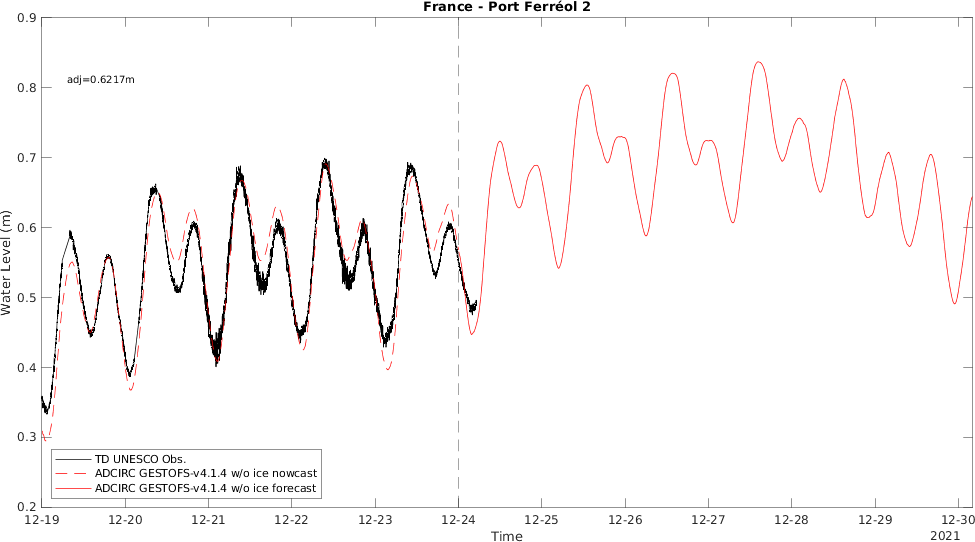 France - Port Ferréol 2
0.9
0.8
0.7
0.6
0.5
0.4
0.3
0.2
Water Level (m)
adj=0.6217m
TD UNESCO Obs.
ADCIRC GESTOFS-v4.1.4 w/o ice nowcast
ADCIRC GESTOFS-v4.1.4 w/o ice forecast
12-19 12-20 12-21 12-22 12-23 12-24 12-25 12-26 12-27 12-28 12-29 12-30
Time
2021